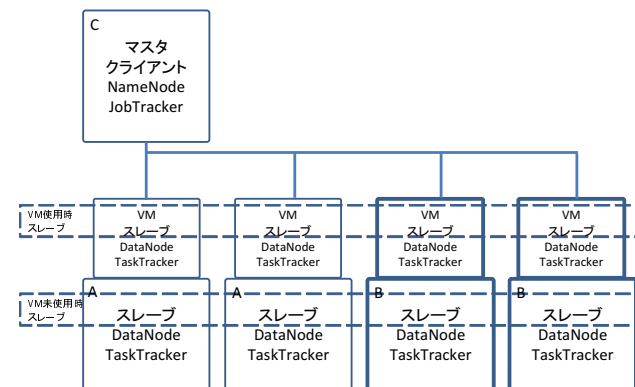 C
マスタ
クライアント
NameNode
JobTracker
VM使用時
スレーブ
VM
スレーブ
DataNode
TaskTracker
VM
スレーブ
DataNode
TaskTracker
VM
スレーブ
DataNode
TaskTracker
VM
スレーブ
DataNode
TaskTracker
VM未使用時
スレーブ
A
スレーブ
DataNode
TaskTracker
A
スレーブ
DataNode
TaskTracker
B
スレーブ
DataNode
TaskTracker
B
スレーブ
DataNode
TaskTracker